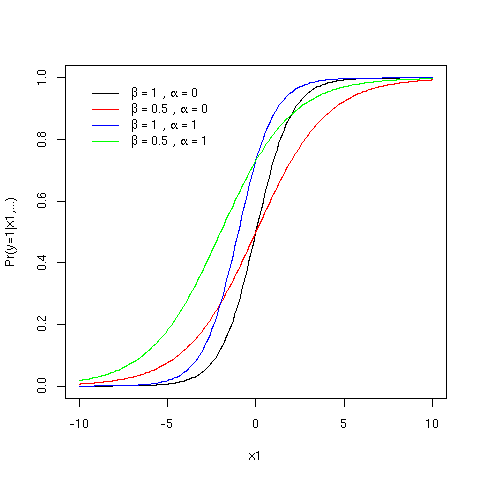 β = 1 , α = 0
β = 0.5 , α = 0
β = 1 , α = 1
β = 0.5 , α = 1
Pr(y=1|x1,..)
1.0
0.8
0.6
0.4
0.2
0.0
-10
-5
0
5
10
x1